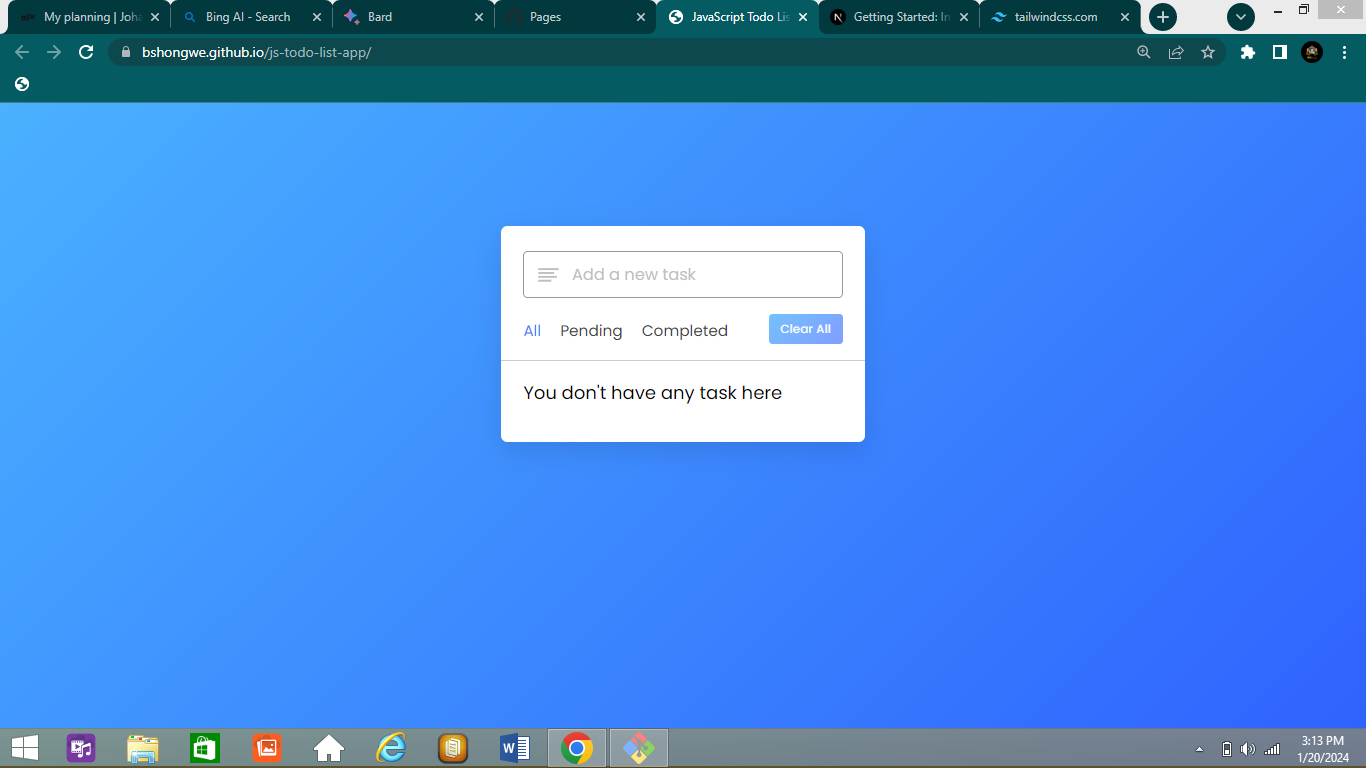 My planning | Joha
Bing AI - Search
Bard
Pages
JavaScript Todo Lis
Getting Started: In
tailwindcss.com
bshongwe.github.io/js-todo-list-app/
Add a new task
All Pending Completed Clear All
You don't have any task here
3:13 PM
1/20/2024